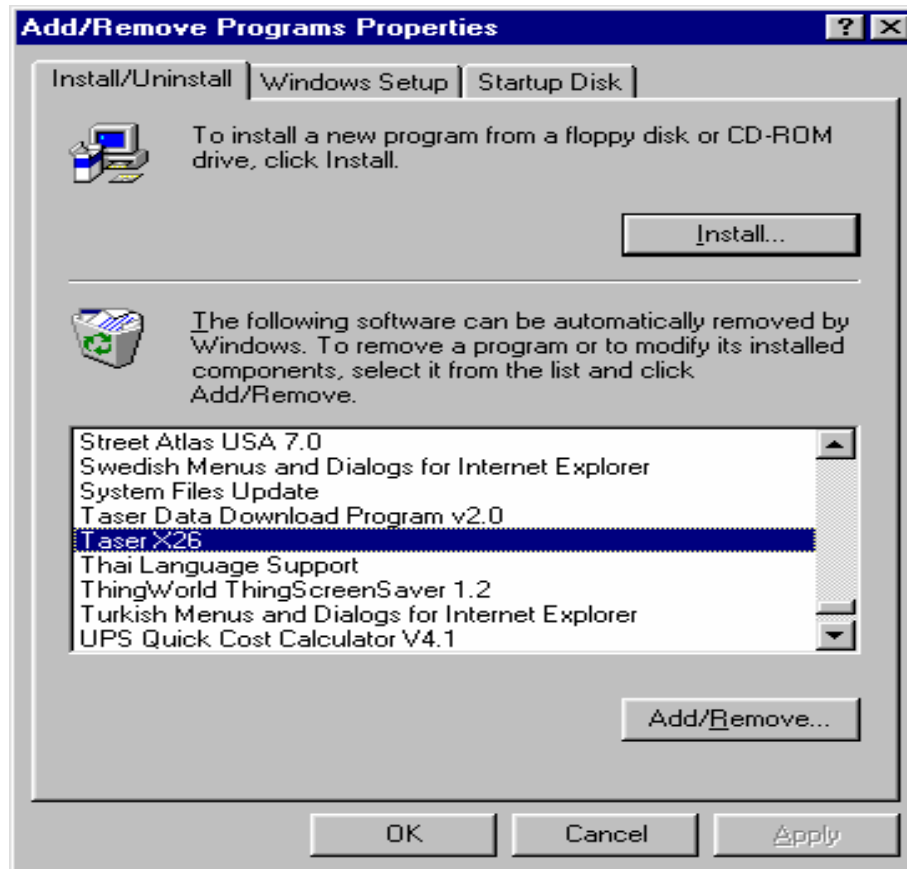 Add/Remove Programs Properties
Install/Uninstall Windows Setup Startup Disk
To install a new program from a floppy disk or CD-ROM
drive, click Install.
Install...
The following software can be automatically removed by
Windows. To remove a program or to modify its installed
components, select it from the list and click
Add/Remove.
Street Atlas USA 7.0
Swedish Menus and Dialogs for Internet Explorer
System Files Update
Taser Data Download Program v2.0
Taser X26
Thai Language Support
ThingWorld ThingScreenSaver 1.2
Turkish Menus and Dialogs for Internet Explorer
UPS Quick Cost Calculator V4.1
Add/Remove...
OK Cancel Apply